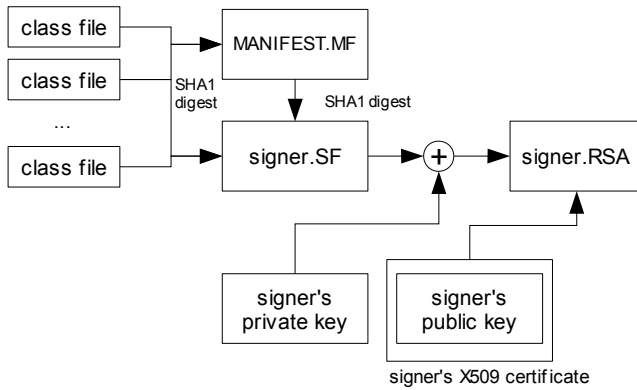 class file
MANIFEST.MF
class file
SHA1
digest
SHA1 digest
...
class file
signer.SF
+
signer.RSA
signer's
private key
signer's
public key
signer's X509 certificate